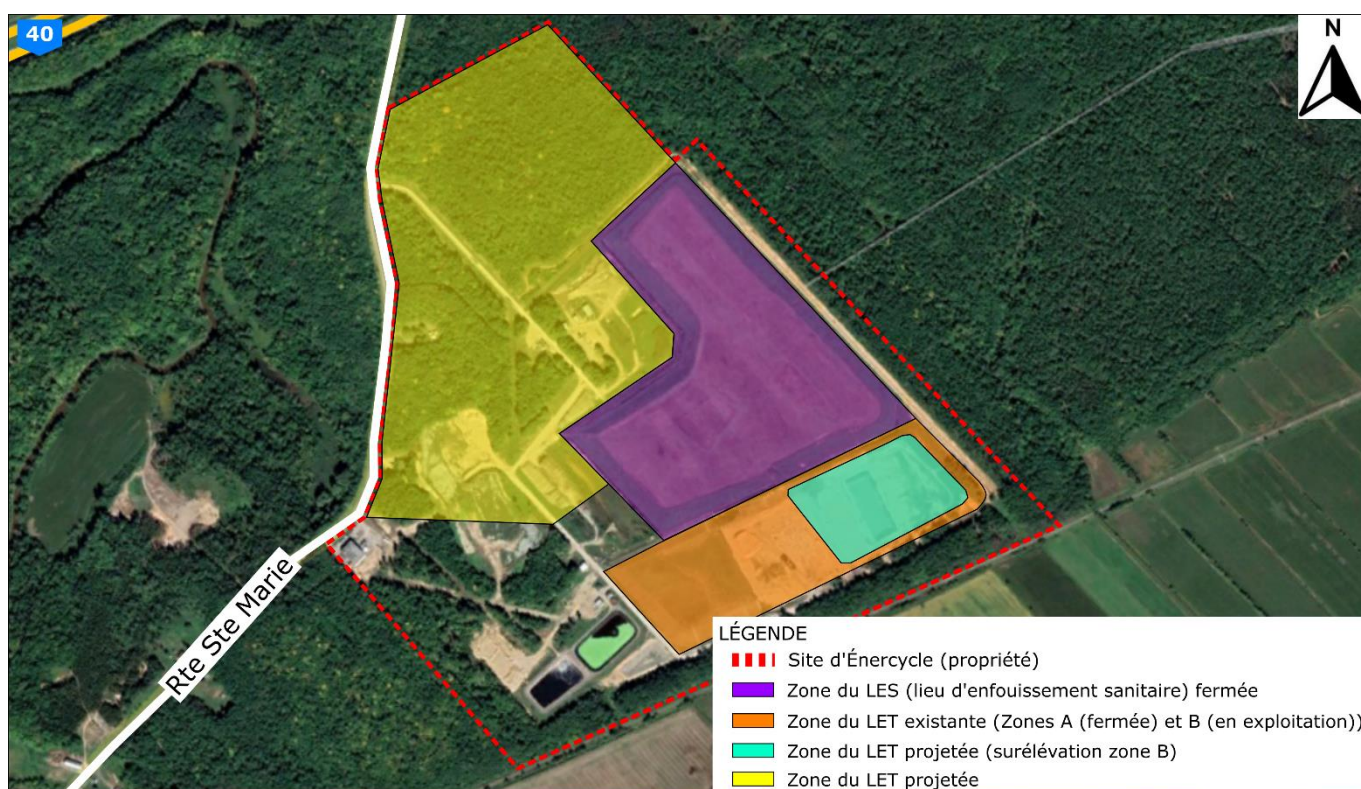 40
N
Rte Ste Marie
LÉGENDE
Site d'Énercycle (propriété)
Zone du LES (lieu d'enfouissement sanitaire) fermée
Zone du LET existante (Zones A (fermée) et B (en exploitation))
Zone du LET projetée (surélévation zone B)
Zone du LET projetée